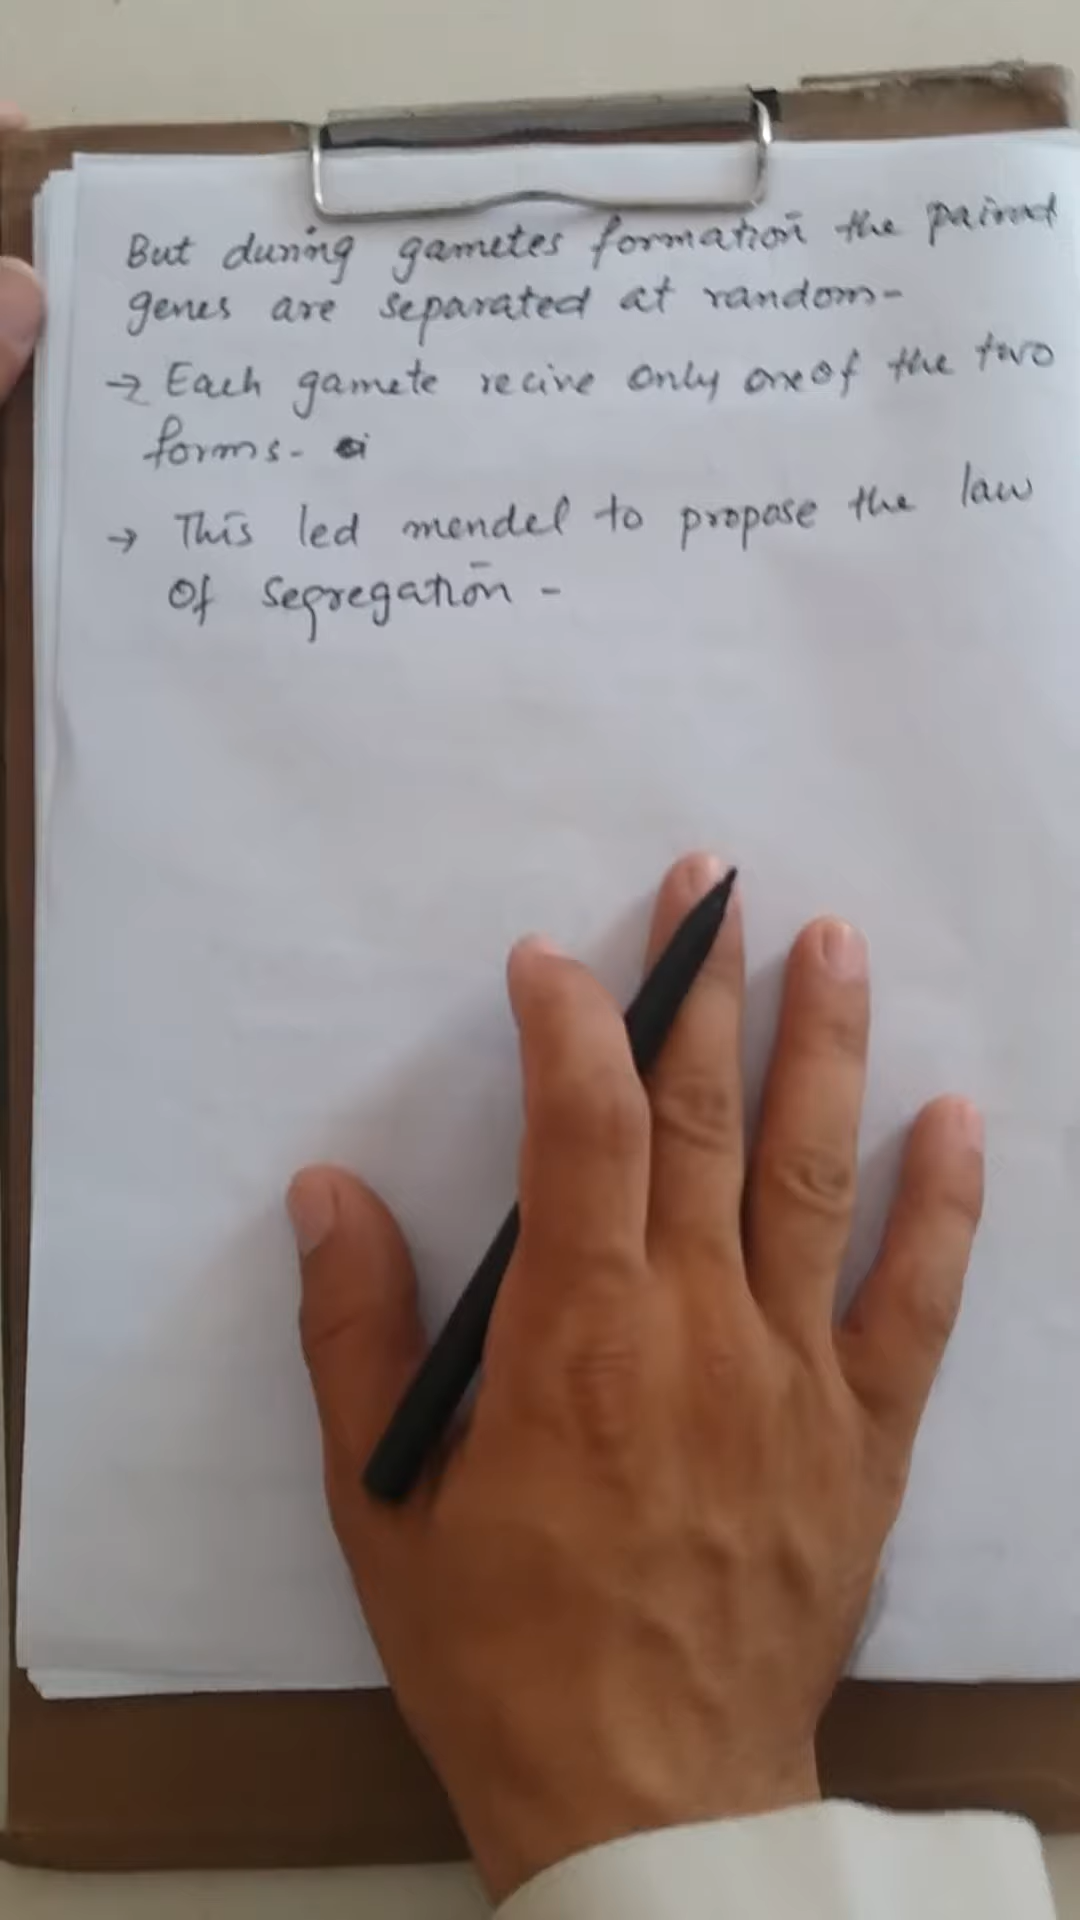 But during gametes formation the paired
genes are separated at random-
→ Each gamete recive only one of the two
forms-
→ This led mendel to propose the law
of segregation -